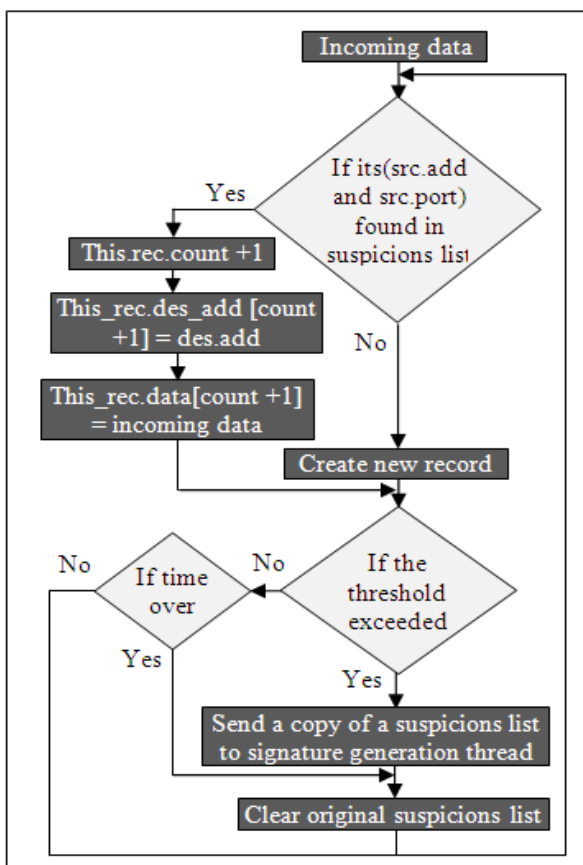 Incoming data
If its(src.add
and src.port)
found in
suspicions list
Yes
This.rec.count +1
This_rec.des_add [count
+1] = des.add
No
This_rec.data[count +1]
= incoming data
Create new record
No
If time
over
No
If the
threshold
exceeded
Yes
Yes
Send a copy of a suspicions list
to signature generation thread
Clear original suspicions list